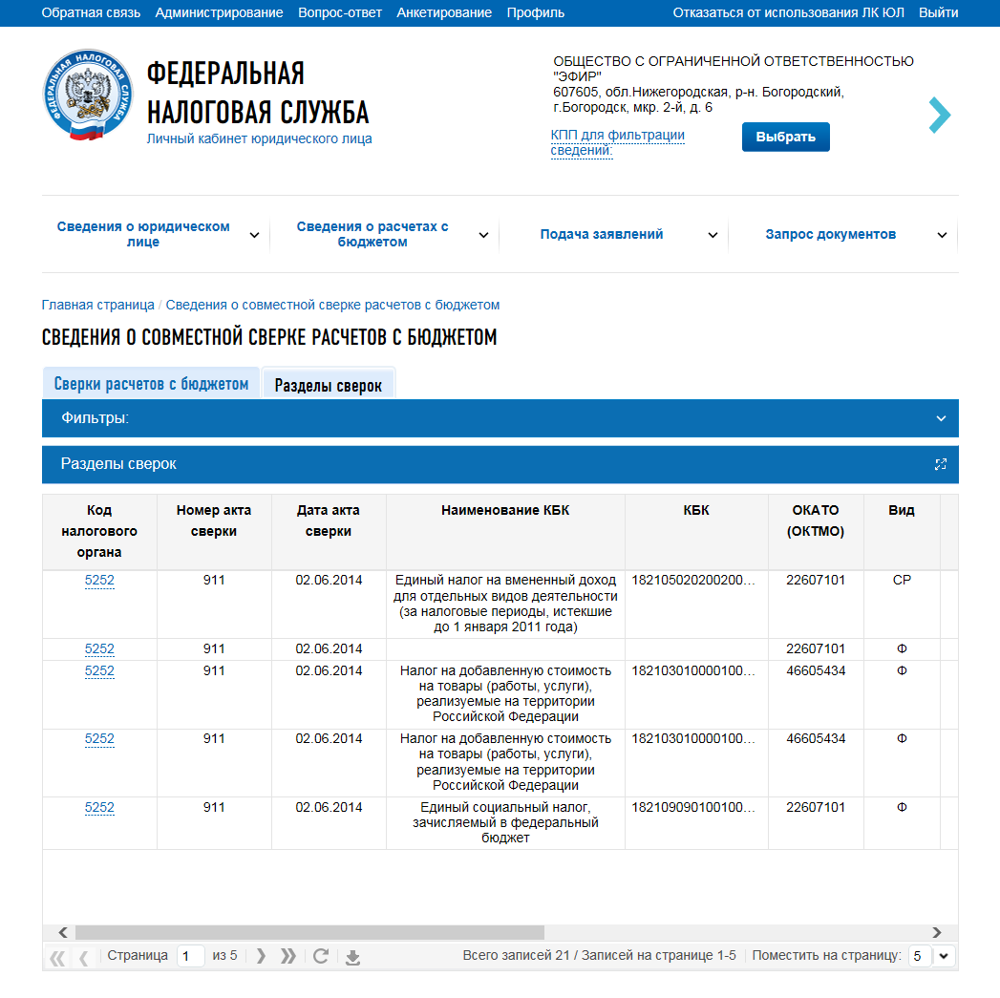 Обратная связь Администрирование Вопрос-ответ Анкетирование Профиль Отказаться от использования ЛК ЮЛ Выйти
ФЕДЕРАЛЬНАЯ НАЛОГОВАЯ СЛУЖБА
ФЕДЕРАЛЬНАЯ
НАЛОГОВАЯ СЛУЖБА
Личный кабинет юридического лица
ОБЩЕСТВО С ОГРАНИЧЕННОЙ ОТВЕТСТВЕННОСТЬЮ
"ЭФИР"
607605, обл.Нижегородская, р-н. Богородский,
г.Богородск, мкр. 2-й, д. 6
КПП для фильтрации
сведений:
Выбрать
Сведения о юридическом
лице
Сведения о расчетах с
бюджетом
Подача заявлений
Запрос документов
Главная страница / Сведения о совместной сверке расчетов с бюджетом
СВЕДЕНИЯ О СОВМЕСТНОЙ СВЕРКЕ РАСЧЕТОВ С БЮДЖЕТОМ
Сверки расчетов с бюджетом Разделы сверок
Фильтры:
Разделы сверок
Код
налогового
органа
Номер акта
сверки
Дата акта
сверки
Наименование КБК
КБК
ОКАТО
(ОКТМО)
Вид
5252 911 02.06.2014 Единый налог на вмененный доход 182105020200200... 22607101 СР
для отдельных видов деятельности
(за налоговые периоды, истекшие
до 1 января 2011 года)
5252 911 02.06.2014 22607101 Ф
5252 911 02.06.2014 Налог на добавленную стоимость 182103010000100... 46605434 Ф
на товары (работы, услуги),
реализуемые на территории
Российской Федерации
5252 911 02.06.2014 Налог на добавленную стоимость 182103010000100... 46605434 Ф
на товары (работы, услуги),
реализуемые на территории
Российской Федерации
5252 911 02.06.2014 Единый социальный налог, 182109090100100... 22607101 Ф
зачисляемый в федеральный
бюджет
Страница 1 из 5 Всего записей 21 / Записей на странице 1-5 Поместить на страницу: 5